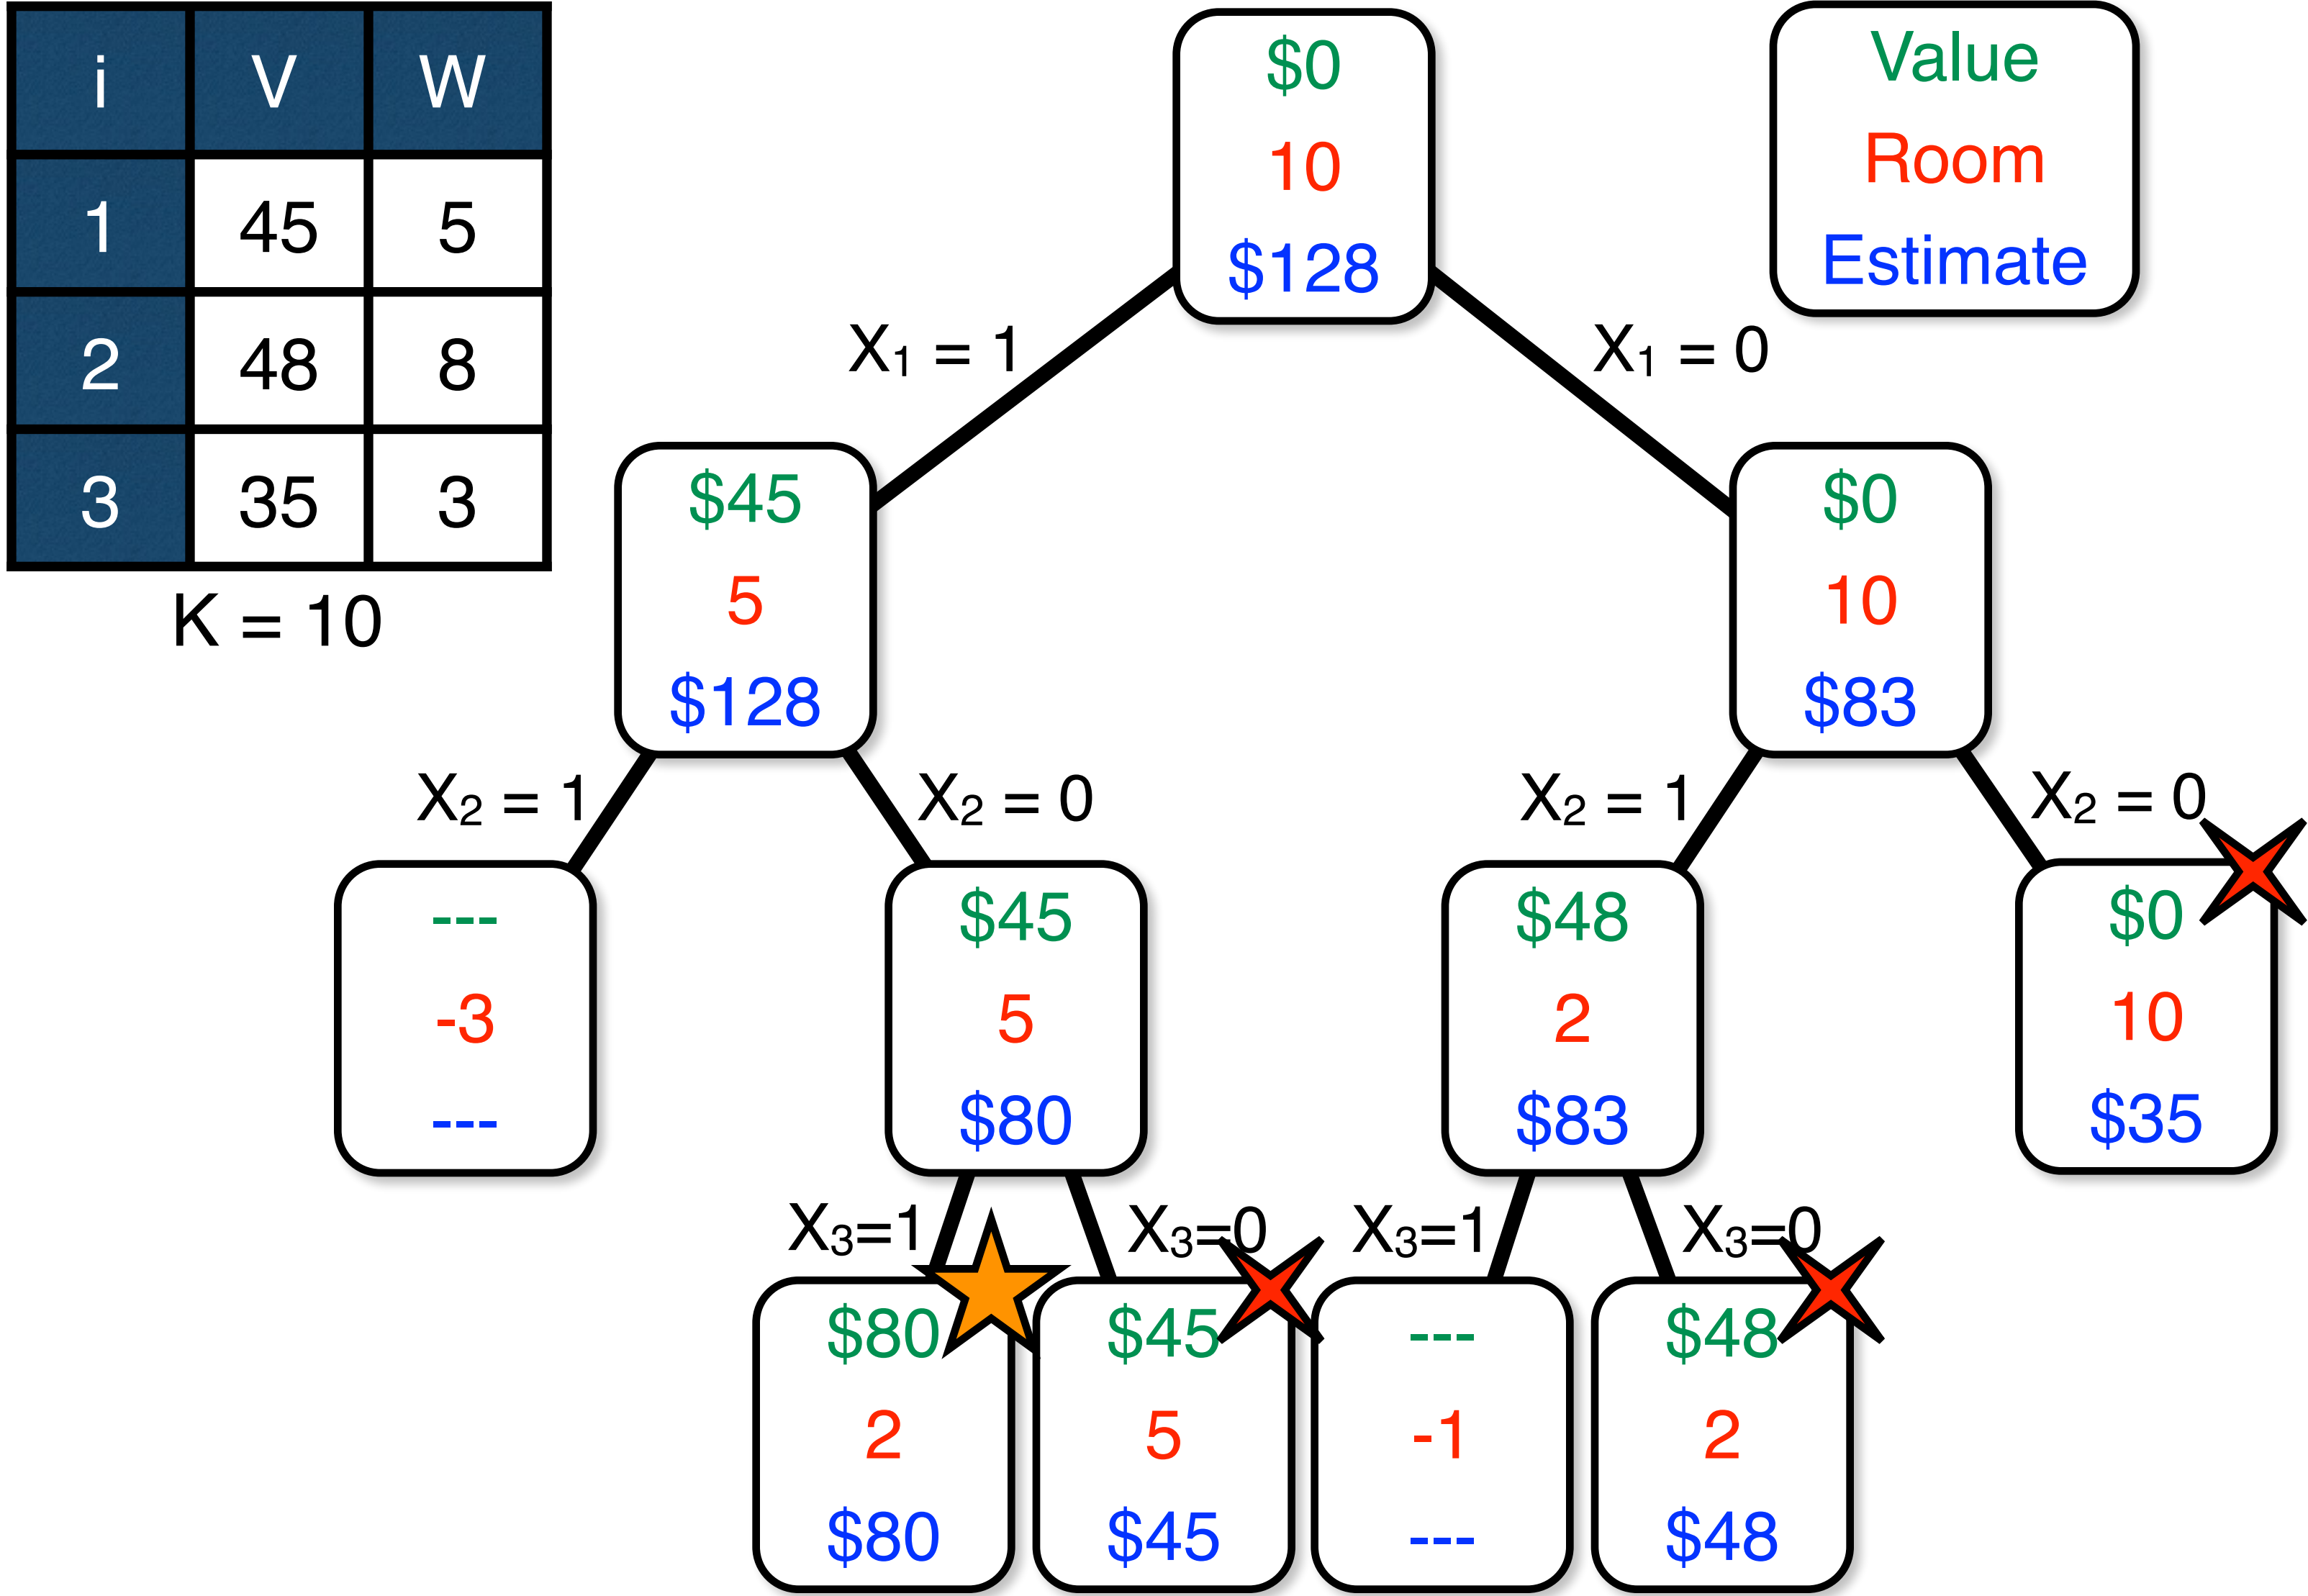 i V W
1 45 5
2 48 8
3 35 3
K = 10
$0
10
$128
Value
Room
Estimate
X₁ = 1
X₁ = 0
$45
5
$128
$0
10
$83
X₂ = 1
X₂ = 0
X₂ = 1
X₂ = 0
---
-3
---
$45
5
$80
$48
2
$83
$0
10
$35
X₃=1
X₃=0
X₃=1
X₃=0
$80
2
$80
$45
5
$45
---
-1
---
$48
2
$48